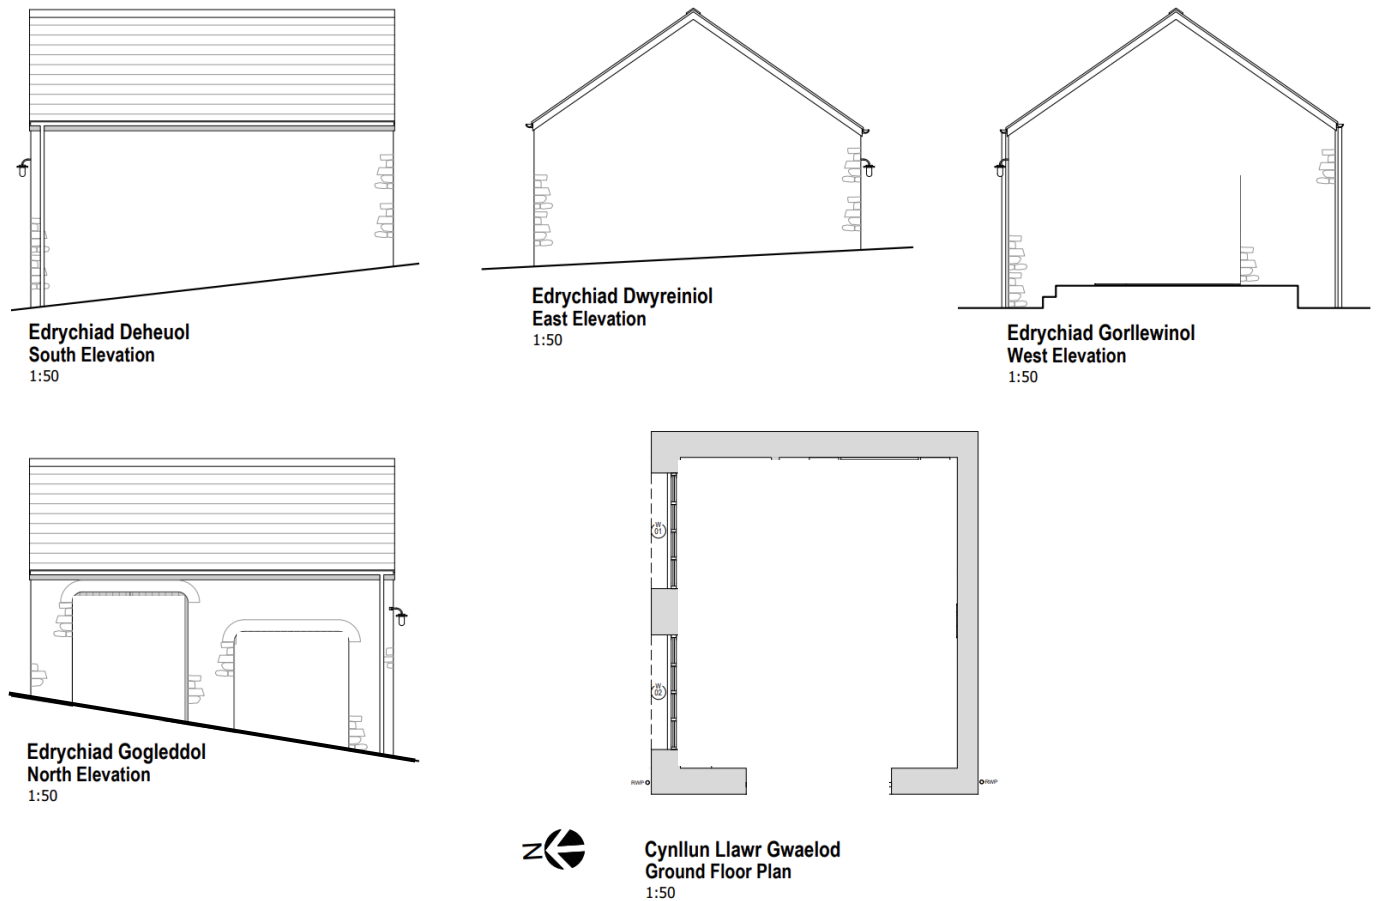 Edrychiad Deheuol
South Elevation
1:50
Edrychiad Dwyreiniol
East Elevation
1:50
Edrychiad Gorllewinol
West Elevation
1:50
Edrychiad Gogleddol
North Elevation
1:50
W
01
W
02
RWP
RWP
N
Cynllun Llawr Gwaelod
Ground Floor Plan
1:50